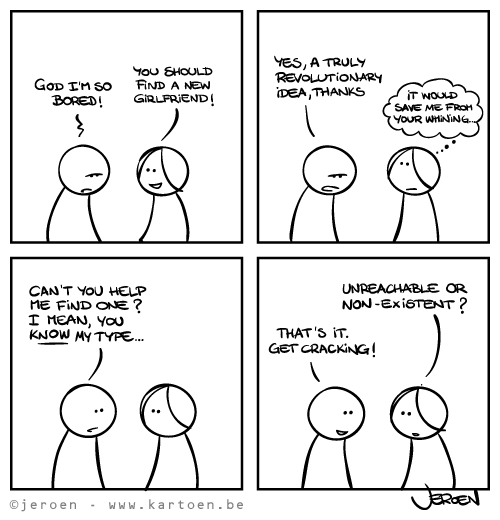 GOD I'M SO
BORED!
YOU SHOULD
FIND A NEW
GIRLFRIEND!
YES, A TRULY
REVOLUTIONARY
IDEA, THANKS
IT WOULD
SAVE ME FROM
YOUR WHINING...
CAN'T YOU HELP
ME FIND ONE?
I MEAN, YOU
KNOW MY TYPE...
UNREACHABLE OR
NON-EXISTENT?
THAT'S IT.
GET CRACKING!
JEROEN
©jeroen - www.kartoen.be